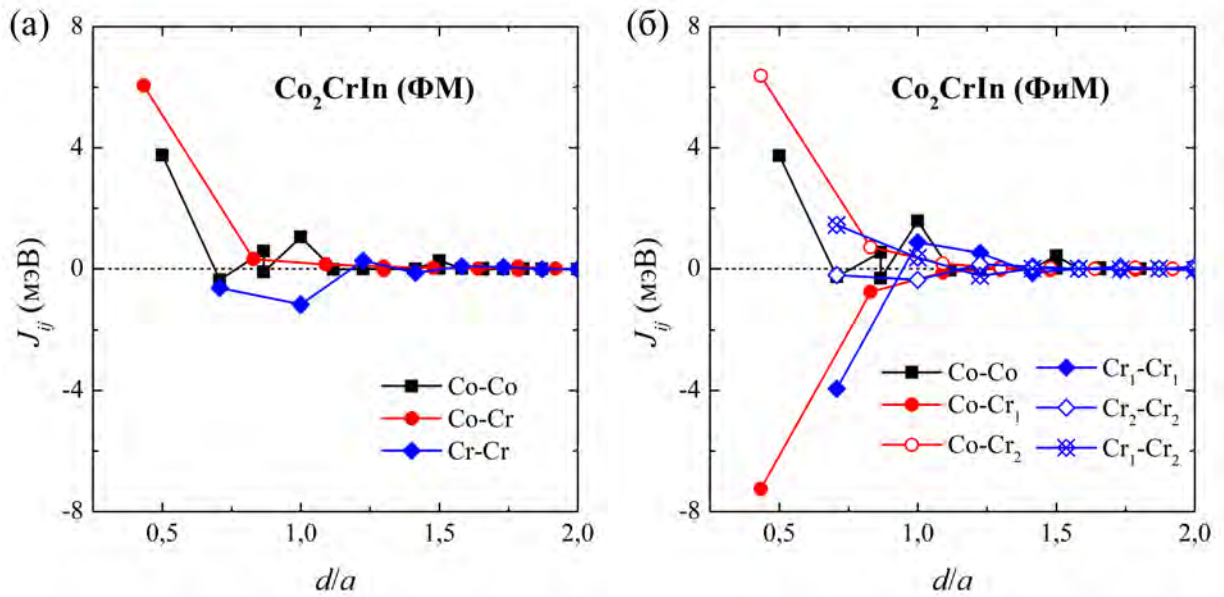 (а)
Co₂CrIn (ФМ)
J_ij (мэВ)
8
4
0
-4
-8
Co-Co
Co-Cr
Cr-Cr
0,5 1,0 1,5 2,0
d/a
(б)
Co₂CrIn (ФиМ)
J_ij (мэВ)
8
4
0
-4
-8
Co-Co
Co-Cr₁
Co-Cr₂
Cr₁-Cr₁
Cr₂-Cr₂
Cr₁-Cr₂
0,5 1,0 1,5 2,0
d/a